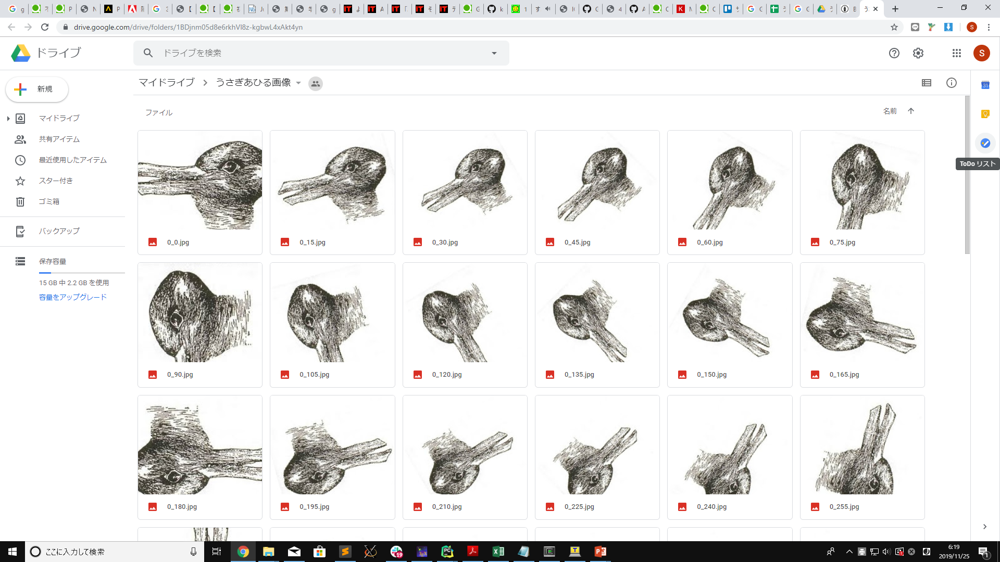 drive.google.com/drive/folders/1BDjnm05d8e6rkhVl8z-kgbwL4xAkt4yn
ドライブ
ドライブを検索
S
新規
マイドライブ
うさぎあひる画像
マイドライブ
共有アイテム
最近使用したアイテム
スター付き
ゴミ箱
バックアップ
保存容量
15 GB 中 2.2 GB を使用
容量をアップグレード
ファイル
名前
ToDo リスト
0_0.jpg
0_15.jpg
0_30.jpg
0_45.jpg
0_60.jpg
0_75.jpg
0_90.jpg
0_105.jpg
0_120.jpg
0_135.jpg
0_150.jpg
0_165.jpg
0_180.jpg
0_195.jpg
0_210.jpg
0_225.jpg
0_240.jpg
0_255.jpg
ここに入力して検索
6:19
2019/11/25